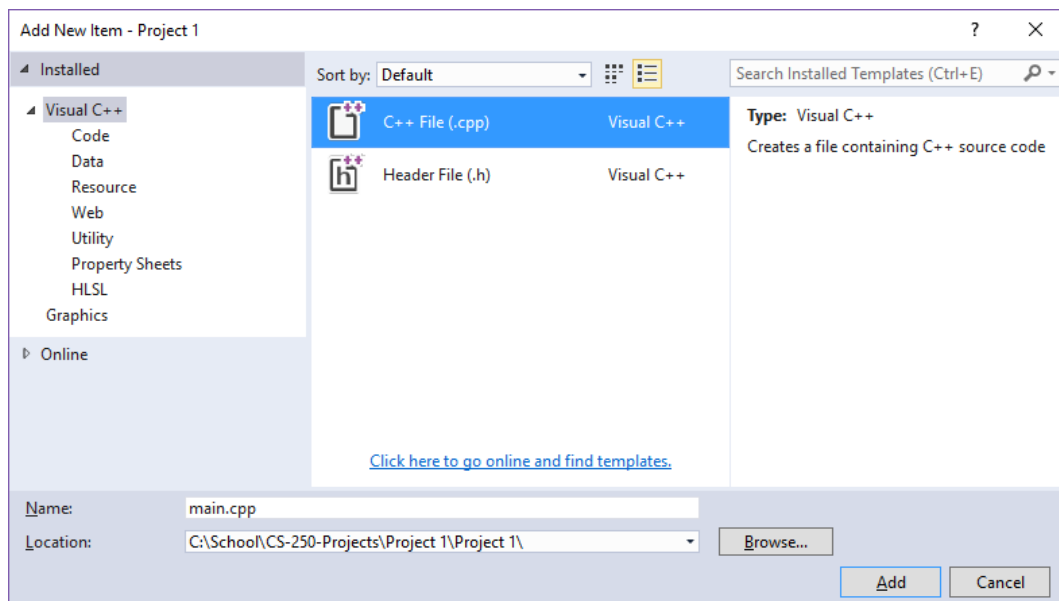 Add New Item - Project 1
?
Installed
Sort by: Default
Search Installed Templates (Ctrl+E)
Visual C++
Code
Data
Resource
Web
Utility
Property Sheets
HLSL
Graphics
Online
C++ File (.cpp) Visual C++
Header File (.h) Visual C++
Click here to go online and find templates.
Type: Visual C++
Creates a file containing C++ source code
Name: main.cpp
Location: C:\School\CS-250-Projects\Project 1\Project 1\
Browse...
Add Cancel